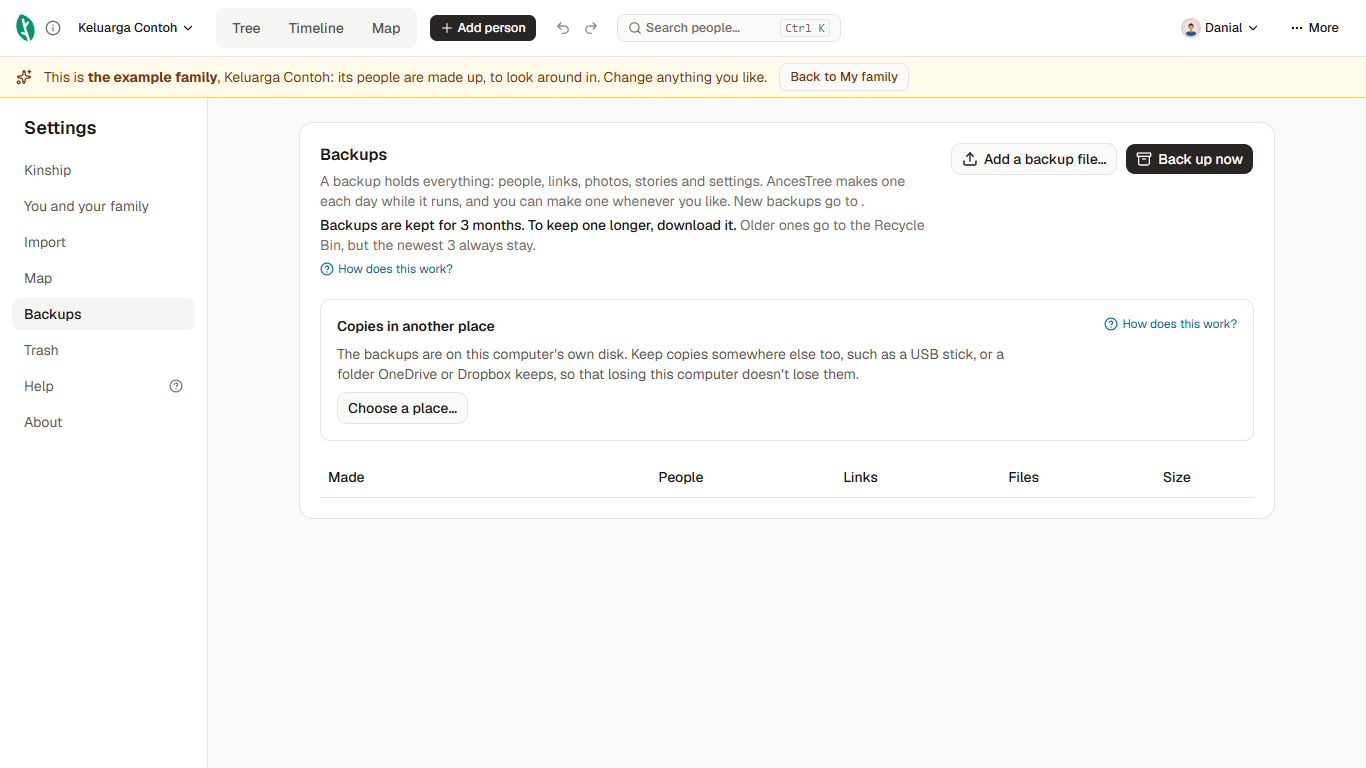 Keluarga Contoh
Tree
Timeline
Map
Add person
Search people...
Ctrl K
Danial
More
This is the example family, Keluarga Contoh: its people are made up, to look around in. Change anything you like.
Back to My family
Settings
Kinship
You and your family
Import
Map
Backups
Trash
Help
About
Backups
Add a backup file...
Back up now
A backup holds everything: people, links, photos, stories and settings. AncesTree makes one
each day while it runs, and you can make one whenever you like. New backups go to .
Backups are kept for 3 months. To keep one longer, download it. Older ones go to the Recycle
Bin, but the newest 3 always stay.
How does this work?
Copies in another place
How does this work?
The backups are on this computer's own disk. Keep copies somewhere else too, such as a USB stick, or a
folder OneDrive or Dropbox keeps, so that losing this computer doesn't lose them.
Choose a place...
Made
People
Links
Files
Size